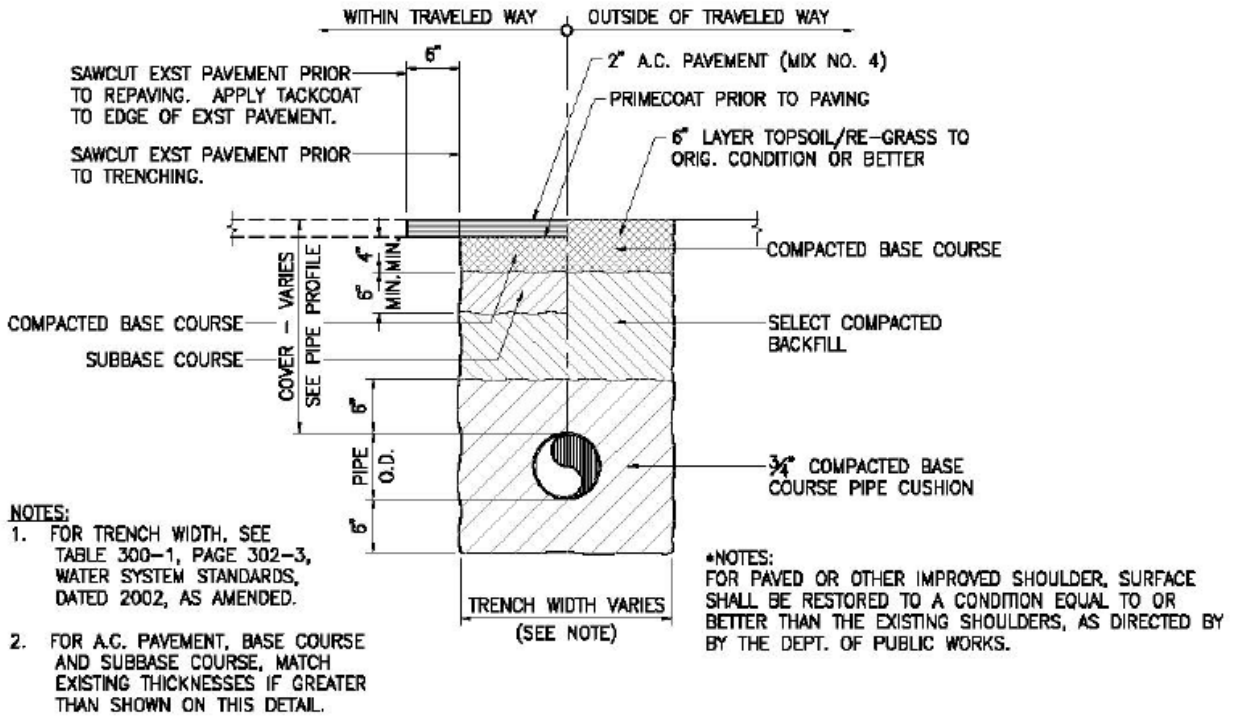 WITHIN TRAVELED WAY
OUTSIDE OF TRAVELED WAY
6"
SAWCUT EXST PAVEMENT PRIOR
TO REPAVING. APPLY TACKCOAT
TO EDGE OF EXST PAVEMENT.
SAWCUT EXST PAVEMENT PRIOR
TO TRENCHING.
2" A.C. PAVEMENT (MIX NO. 4)
PRIMECOAT PRIOR TO PAVING
6" LAYER TOPSOIL/RE-GRASS TO
ORIG. CONDITION OR BETTER
COMPACTED BASE COURSE
SELECT COMPACTED
BACKFILL
3/4" COMPACTED BASE
COURSE PIPE CUSHION
COMPACTED BASE COURSE
SUBBASE COURSE
COVER - VARIES
SEE PIPE PROFILE
4"
MIN.
6"
MIN.
6"
PIPE
O.D.
6"
TRENCH WIDTH VARIES
(SEE NOTE)
NOTES:
1. FOR TRENCH WIDTH, SEE
TABLE 300-1, PAGE 302-3,
WATER SYSTEM STANDARDS,
DATED 2002, AS AMENDED.
2. FOR A.C. PAVEMENT, BASE COURSE
AND SUBBASE COURSE, MATCH
EXISTING THICKNESSES IF GREATER
THAN SHOWN ON THIS DETAIL.
*NOTES:
FOR PAVED OR OTHER IMPROVED SHOULDER, SURFACE
SHALL BE RESTORED TO A CONDITION EQUAL TO OR
BETTER THAN THE EXISTING SHOULDERS, AS DIRECTED BY
BY THE DEPT. OF PUBLIC WORKS.